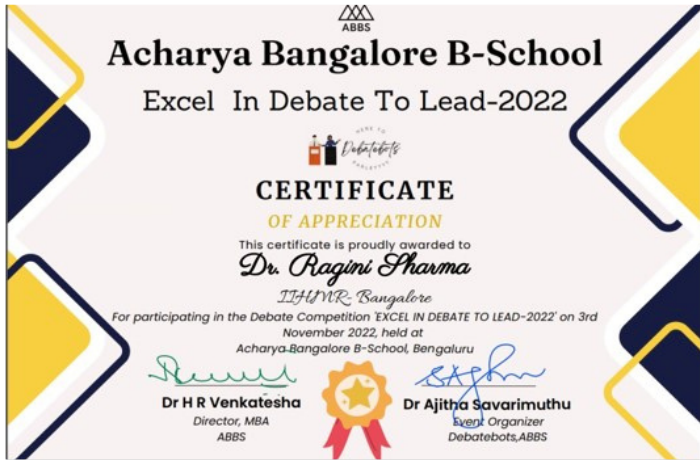 ABBS
Acharya Bangalore B-School
Excel In Debate To Lead-2022
HERE TO
Debatebots
CERTIFICATE
OF APPRECIATION
This certificate is proudly awarded to
Dr. Ragini Sharma
IIHMR- Bangalore
For participating in the Debate Competition 'EXCEL IN DEBATE TO LEAD-2022' on 3rd
November 2022, held at
Acharya Bangalore B-School, Bengaluru
Dr H R Venkatesha
Director, MBA
ABBS
Dr Ajitha Savarimuthu
Event Organizer
Debatebots,ABBS